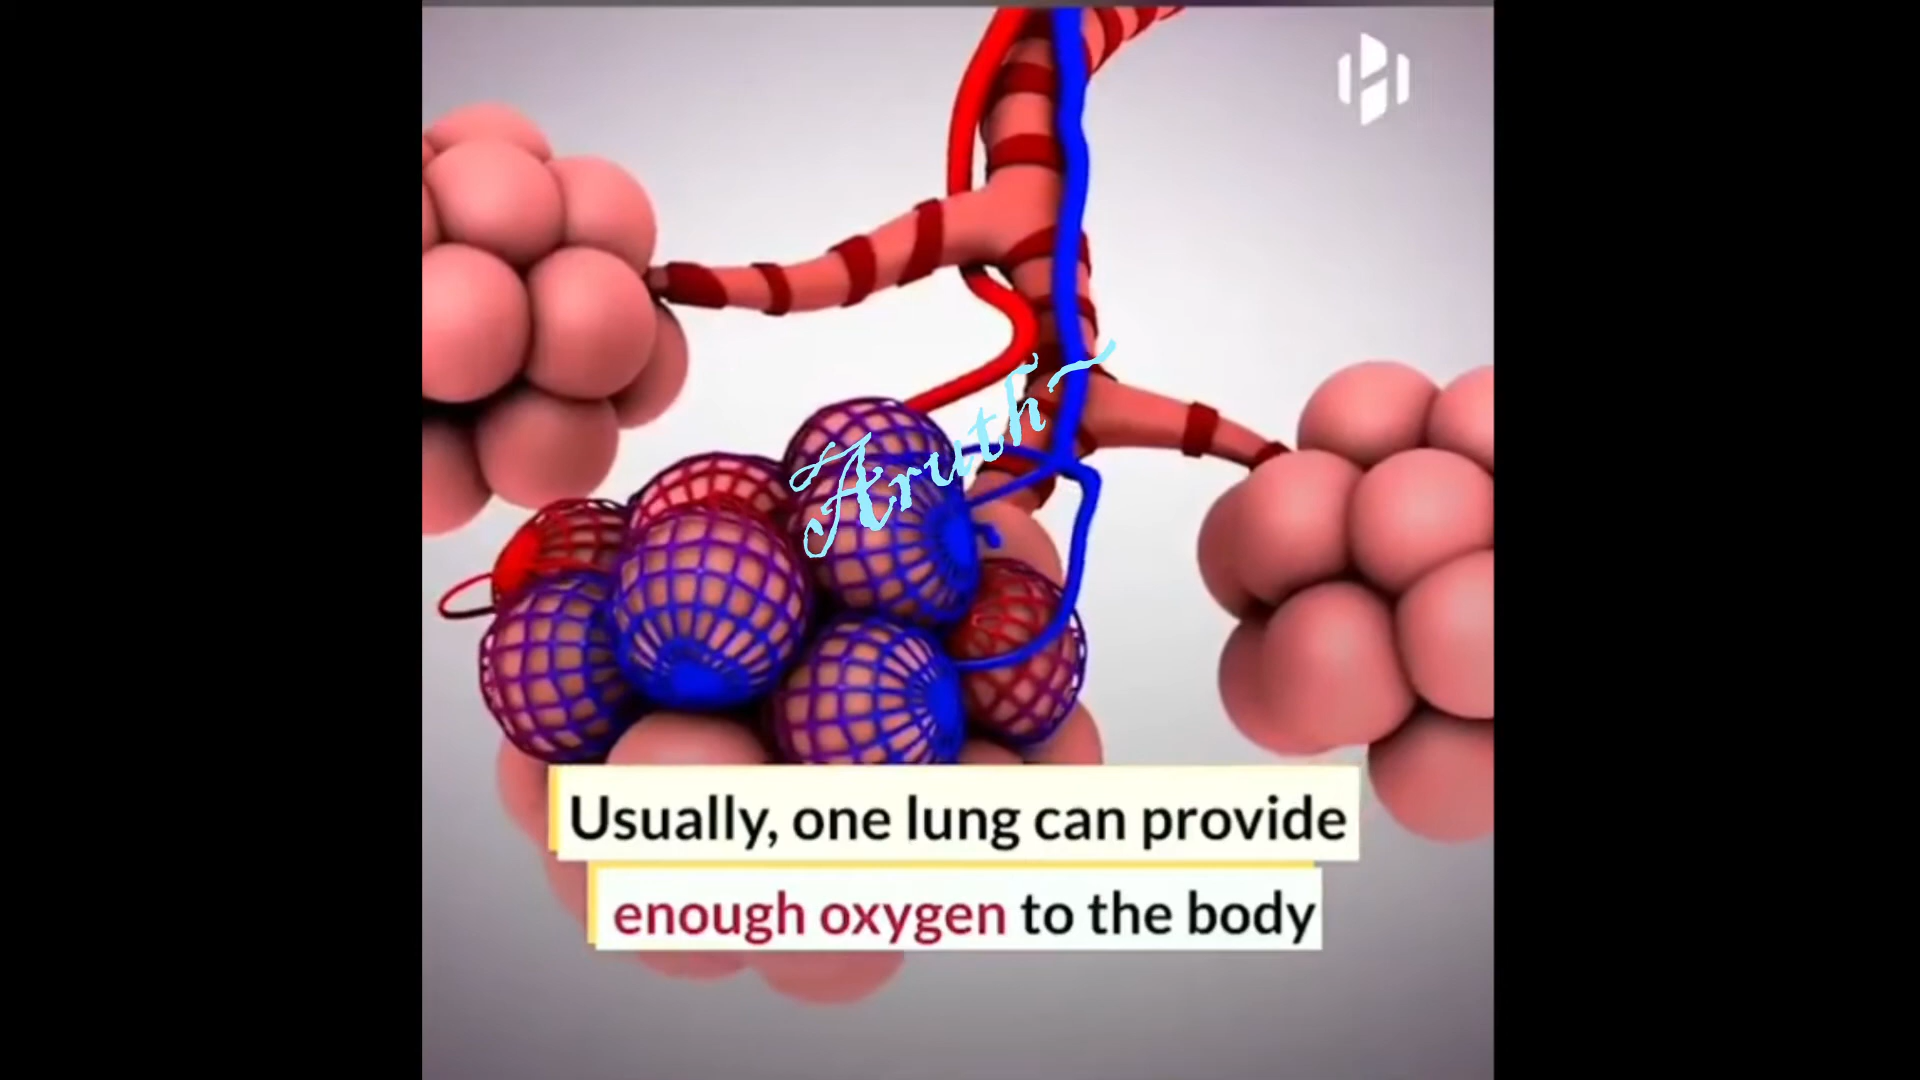 Aruth~
Usually, one lung can provide
enough oxygen to the body